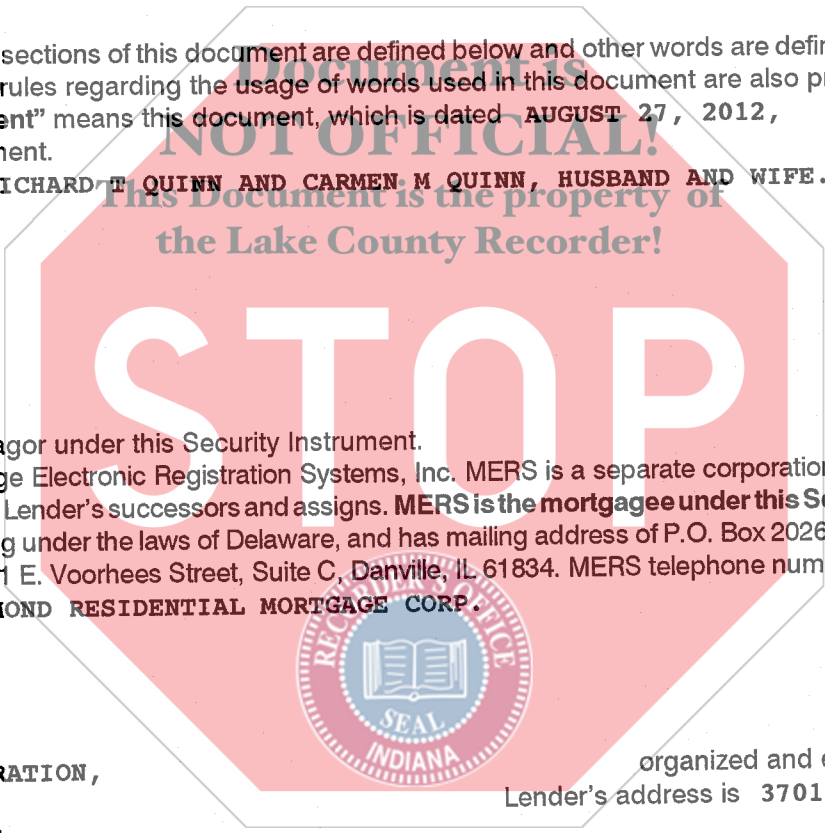 sections of this document are defined below and other words are defin
Document is
rules regarding the usage of words used in this document are also pr
ent” means this document, which is dated AUGUST 27, 2012,
NOT OFFICIAL!
ent.
ICHARD T QUINN AND CARMEN M QUINN, HUSBAND AND WIFE.
This Document is the property of
the Lake County Recorder!
STOP
agor under this Security Instrument.
ge Electronic Registration Systems, Inc. MERS is a separate corporation
Lender's successors and assigns. MERS is the mortgagee under this Se
g under the laws of Delaware, and has mailing address of P.O. Box 2026
1 E. Voorhees Street, Suite C, Danville, IL 61834. MERS telephone num
OND RESIDENTIAL MORTGAGE CORP.
RECORDER'S OFFICE
SEAL
INDIANA
organized and e
RATION,
Lender's address is 3701